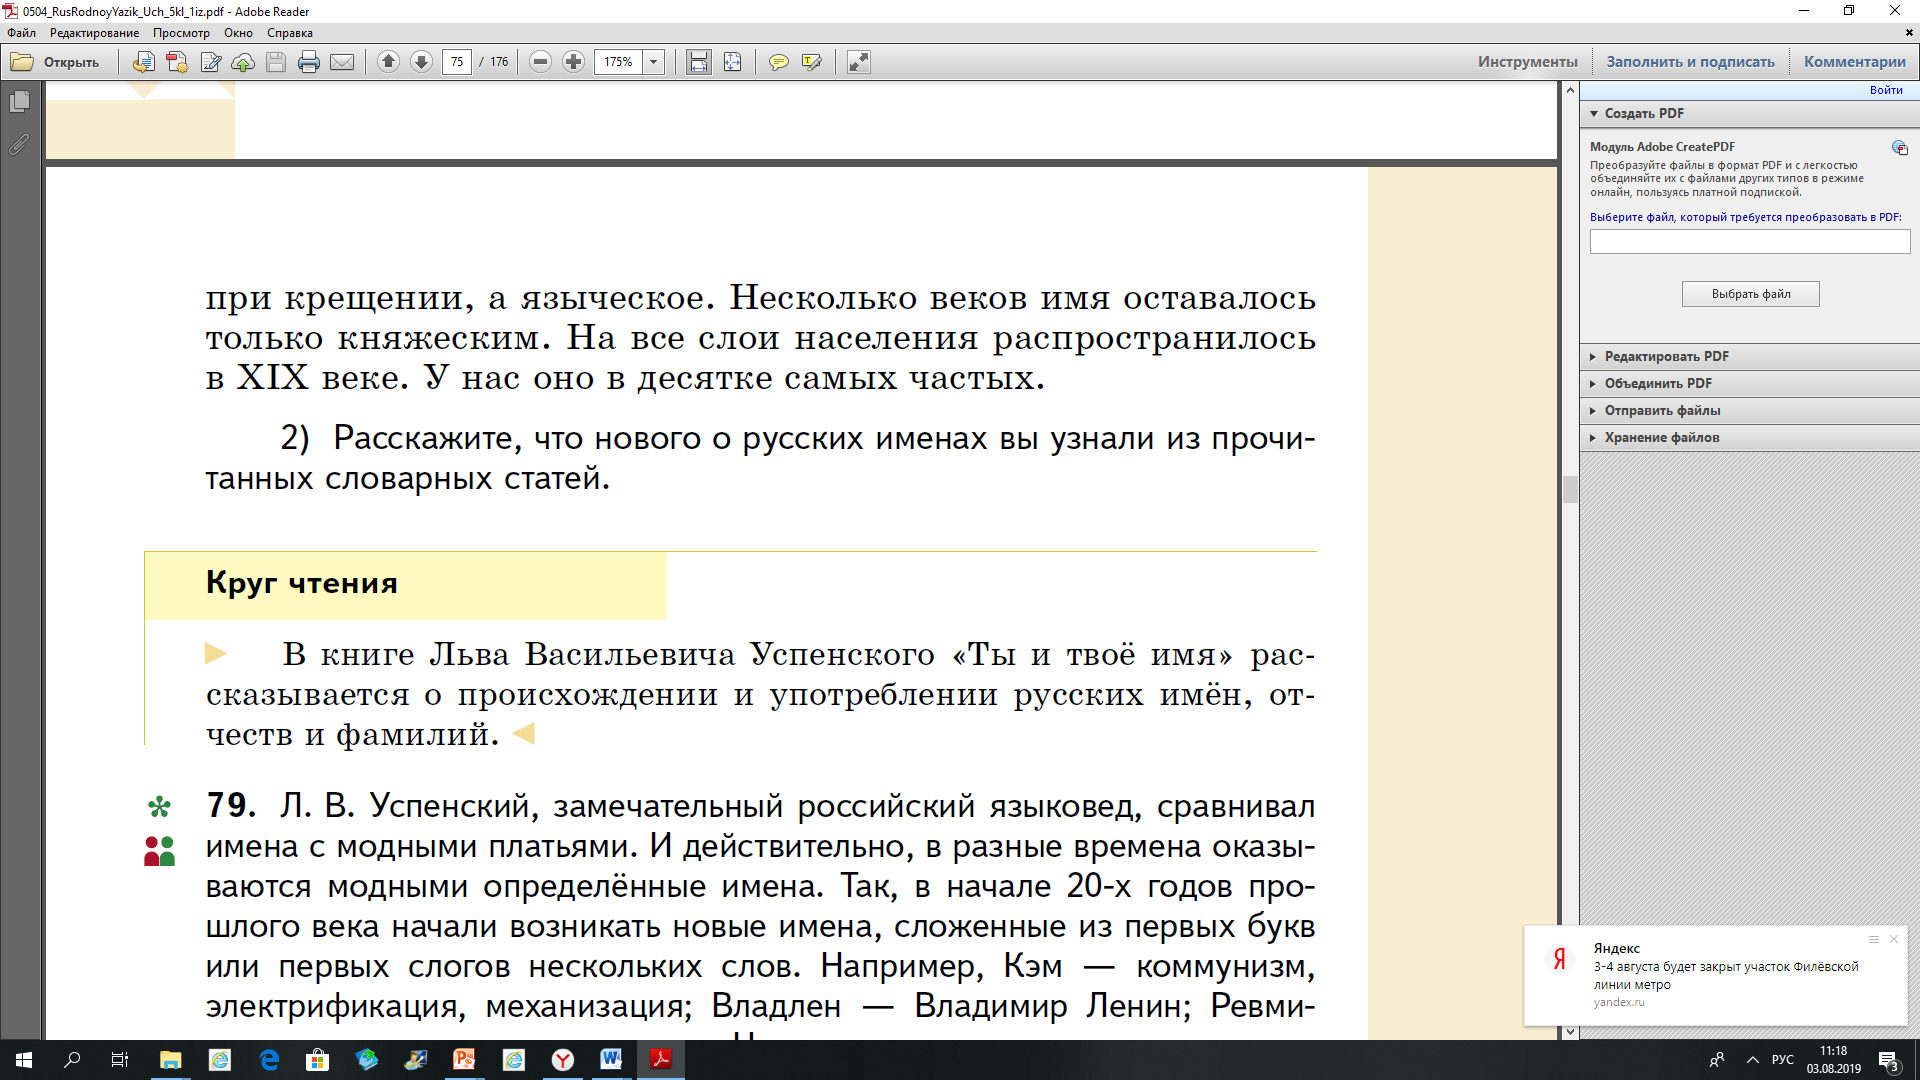 0504_RusRodnoyYazik_Uch_5kl_1iz.pdf - Adobe Reader
Файл Редактирование Просмотр Окно Справка
Открыть 75 / 176 175% Инструменты Заполнить и подписать Комментарии
Войти
Создать PDF
Модуль Adobe CreatePDF
Преобразуйте файлы в формат PDF и с легкостью
объединяйте их с файлами других типов в режиме
онлайн, пользуясь платной подпиской.
Выберите файл, который требуется преобразовать в PDF:
Выбрать файл
Редактировать PDF
Объединить PDF
Отправить файлы
Хранение файлов
при крещении, а языческое. Несколько веков имя оставалось
только княжеским. На все слои населения распространилось
в XIX веке. У нас оно в десятке самых частых.
2) Расскажите, что нового о русских именах вы узнали из прочи-
танных словарных статей.
Круг чтения
В книге Льва Васильевича Успенского «Ты и твоё имя» рас-
сказывается о происхождении и употреблении русских имён, от-
честв и фамилий.
79. Л. В. Успенский, замечательный российский языковед, сравнивал
имена с модными платьями. И действительно, в разные времена оказы-
ваются модными определённые имена. Так, в начале 20-х годов про-
шлого века начали возникать новые имена, сложенные из первых букв
или первых слогов нескольких слов. Например, Кэм — коммунизм,
электрификация, механизация; Владлен — Владимир Ленин; Ревми-
Яндекс
3-4 августа будет закрыт участок Филёвской
линии метро
yandex.ru
РУС
11:18
03.08.2019
3